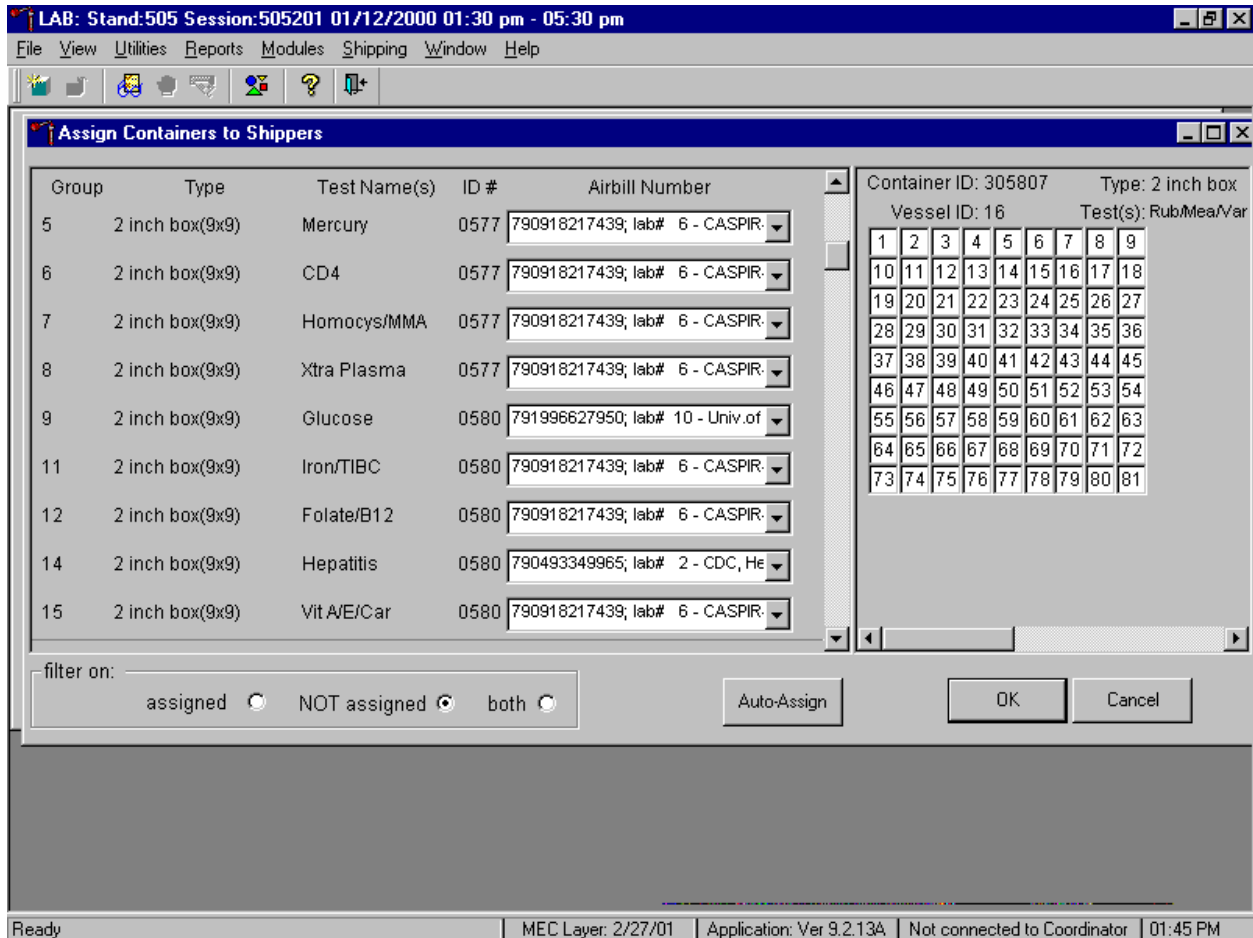 LAB: Stand:505 Session:505201 01/12/2000 01:30 pm - 05:30 pm
File View Utilities Reports Modules Shipping Window Help
Assign Containers to Shippers
Group Type Test Name(s) ID # Airbill Number
5 2 inch box(9x9) Mercury 0577 790918217439; lab# 6 - CASPIR-
6 2 inch box(9x9) CD4 0577 790918217439; lab# 6 - CASPIR-
7 2 inch box(9x9) Homocys/MMA 0577 790918217439; lab# 6 - CASPIR-
8 2 inch box(9x9) Xtra Plasma 0577 790918217439; lab# 6 - CASPIR-
9 2 inch box(9x9) Glucose 0580 791996627950; lab# 10 - Univ.of
11 2 inch box(9x9) Iron/TIBC 0580 790918217439; lab# 6 - CASPIR-
12 2 inch box(9x9) Folate/B12 0580 790918217439; lab# 6 - CASPIR-
14 2 inch box(9x9) Hepatitis 0580 790493349965; lab# 2 - CDC, He
15 2 inch box(9x9) Vit A/E/Car 0580 790918217439; lab# 6 - CASPIR-
Container ID: 305807 Type: 2 inch box
Vessel ID: 16 Test(s): Rub/Mea/Var
1 2 3 4 5 6 7 8 9
10 11 12 13 14 15 16 17 18
19 20 21 22 23 24 25 26 27
28 29 30 31 32 33 34 35 36
37 38 39 40 41 42 43 44 45
46 47 48 49 50 51 52 53 54
55 56 57 58 59 60 61 62 63
64 65 66 67 68 69 70 71 72
73 74 75 76 77 78 79 80 81
filter on:
assigned NOT assigned both Auto-Assign OK Cancel
Ready MEC Layer: 2/27/01 Application: Ver 9.2.13A Not connected to Coordinator 01:45 PM